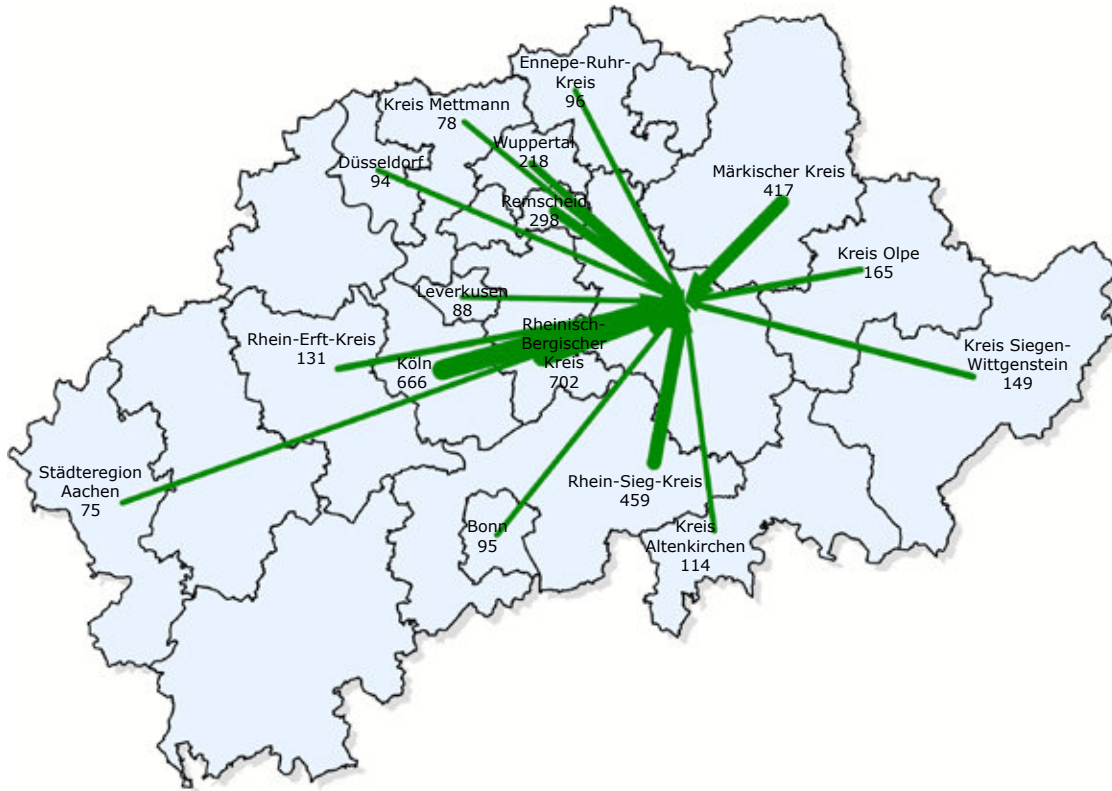 Ennepe-Ruhr-
Kreis
96
Kreis Mettmann
78
Wuppertal
218
Düsseldorf
94
Märkischer Kreis
417
Remscheid
298
Kreis Olpe
165
Leverkusen
88
Rheinisch-
Bergischer
Kreis
702
Rhein-Erft-Kreis
131
Köln
666
Kreis Siegen-
Wittgenstein
149
Städteregion
Aachen
75
Rhein-Sieg-Kreis
459
Bonn
95
Kreis
Altenkirchen
114